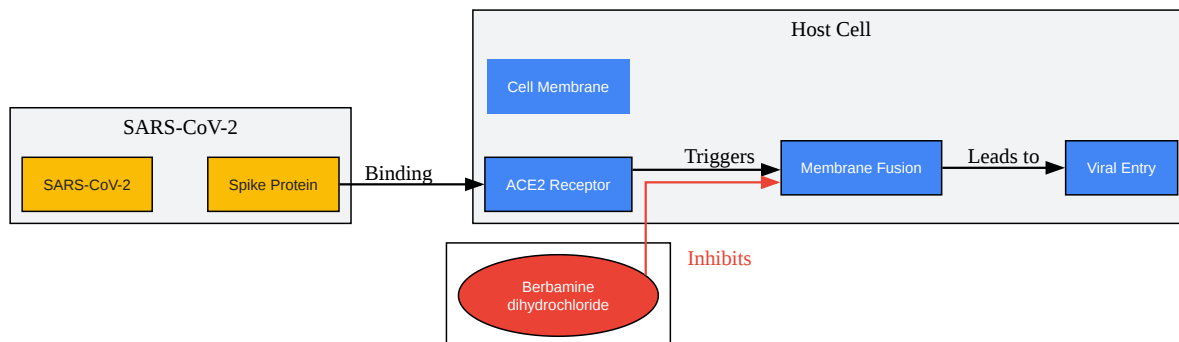 Host Cell
Cell Membrane
SARS-CoV-2
SARS-CoV-2
Spike Protein
Binding
ACE2 Receptor
Triggers
Membrane Fusion
Leads to
Viral Entry
Inhibits
Berbamine
dihydrochloride